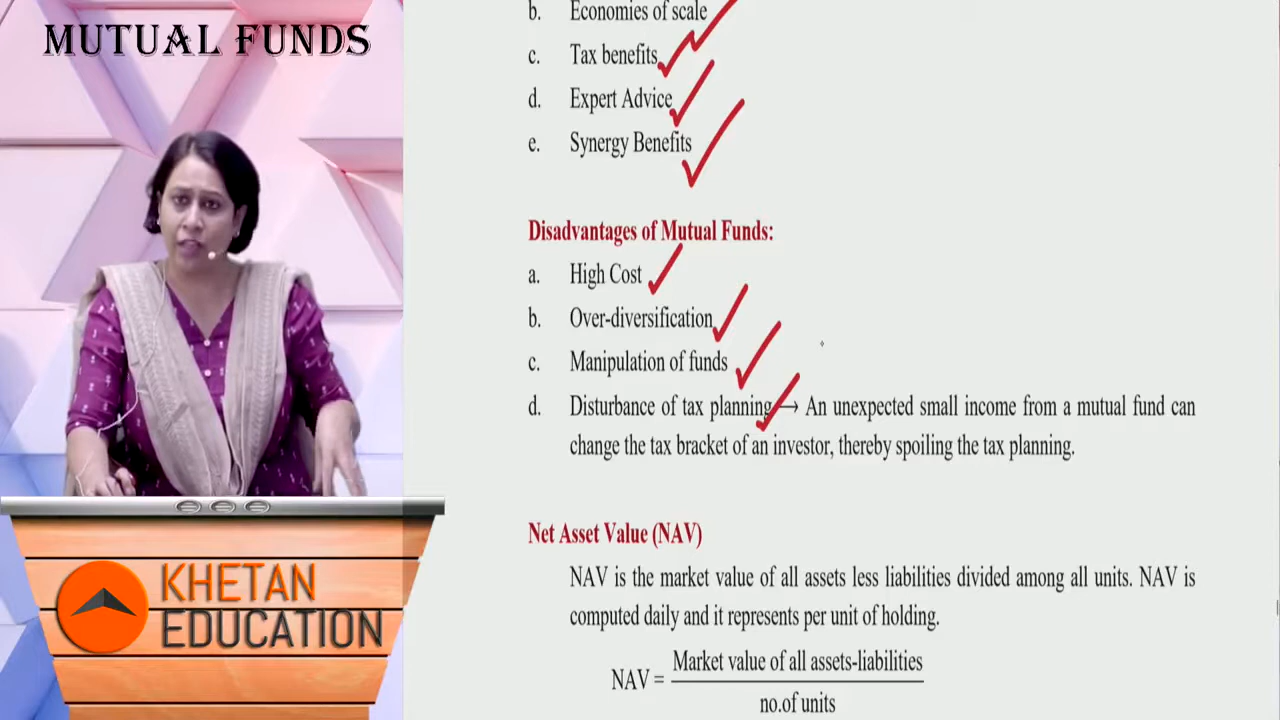 MUTUAL FUNDS
b. Economies of scale
c. Tax benefits
d. Expert Advice
e. Synergy Benefits
Disadvantages of Mutual Funds:
a. High Cost
b. Over-diversification
c. Manipulation of funds
d. Disturbance of tax planning → An unexpected small income from a mutual fund can
change the tax bracket of an investor, thereby spoiling the tax planning.
Net Asset Value (NAV)
NAV is the market value of all assets less liabilities divided among all units. NAV is
computed daily and it represents per unit of holding.
NAV = Market value of all assets-liabilities
no.of units
KHETAN
EDUCATION